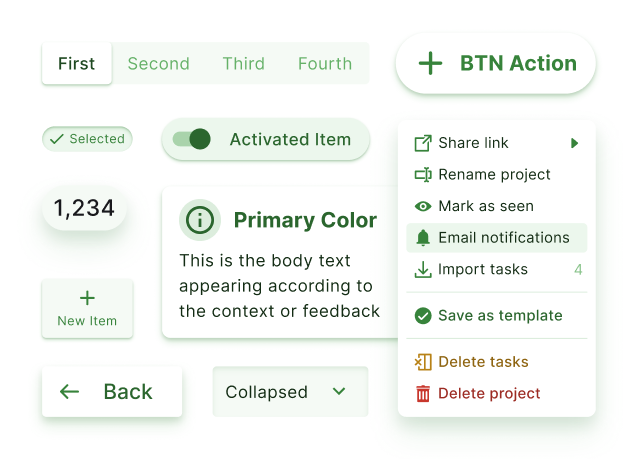 First Second Third Fourth
BTN Action
Selected
Activated Item
1,234
Primary Color
This is the body text
appearing according to
the context or feedback
New Item
Back
Collapsed
Share link
Rename project
Mark as seen
Email notifications
Import tasks 4
Save as template
Delete tasks
Delete project